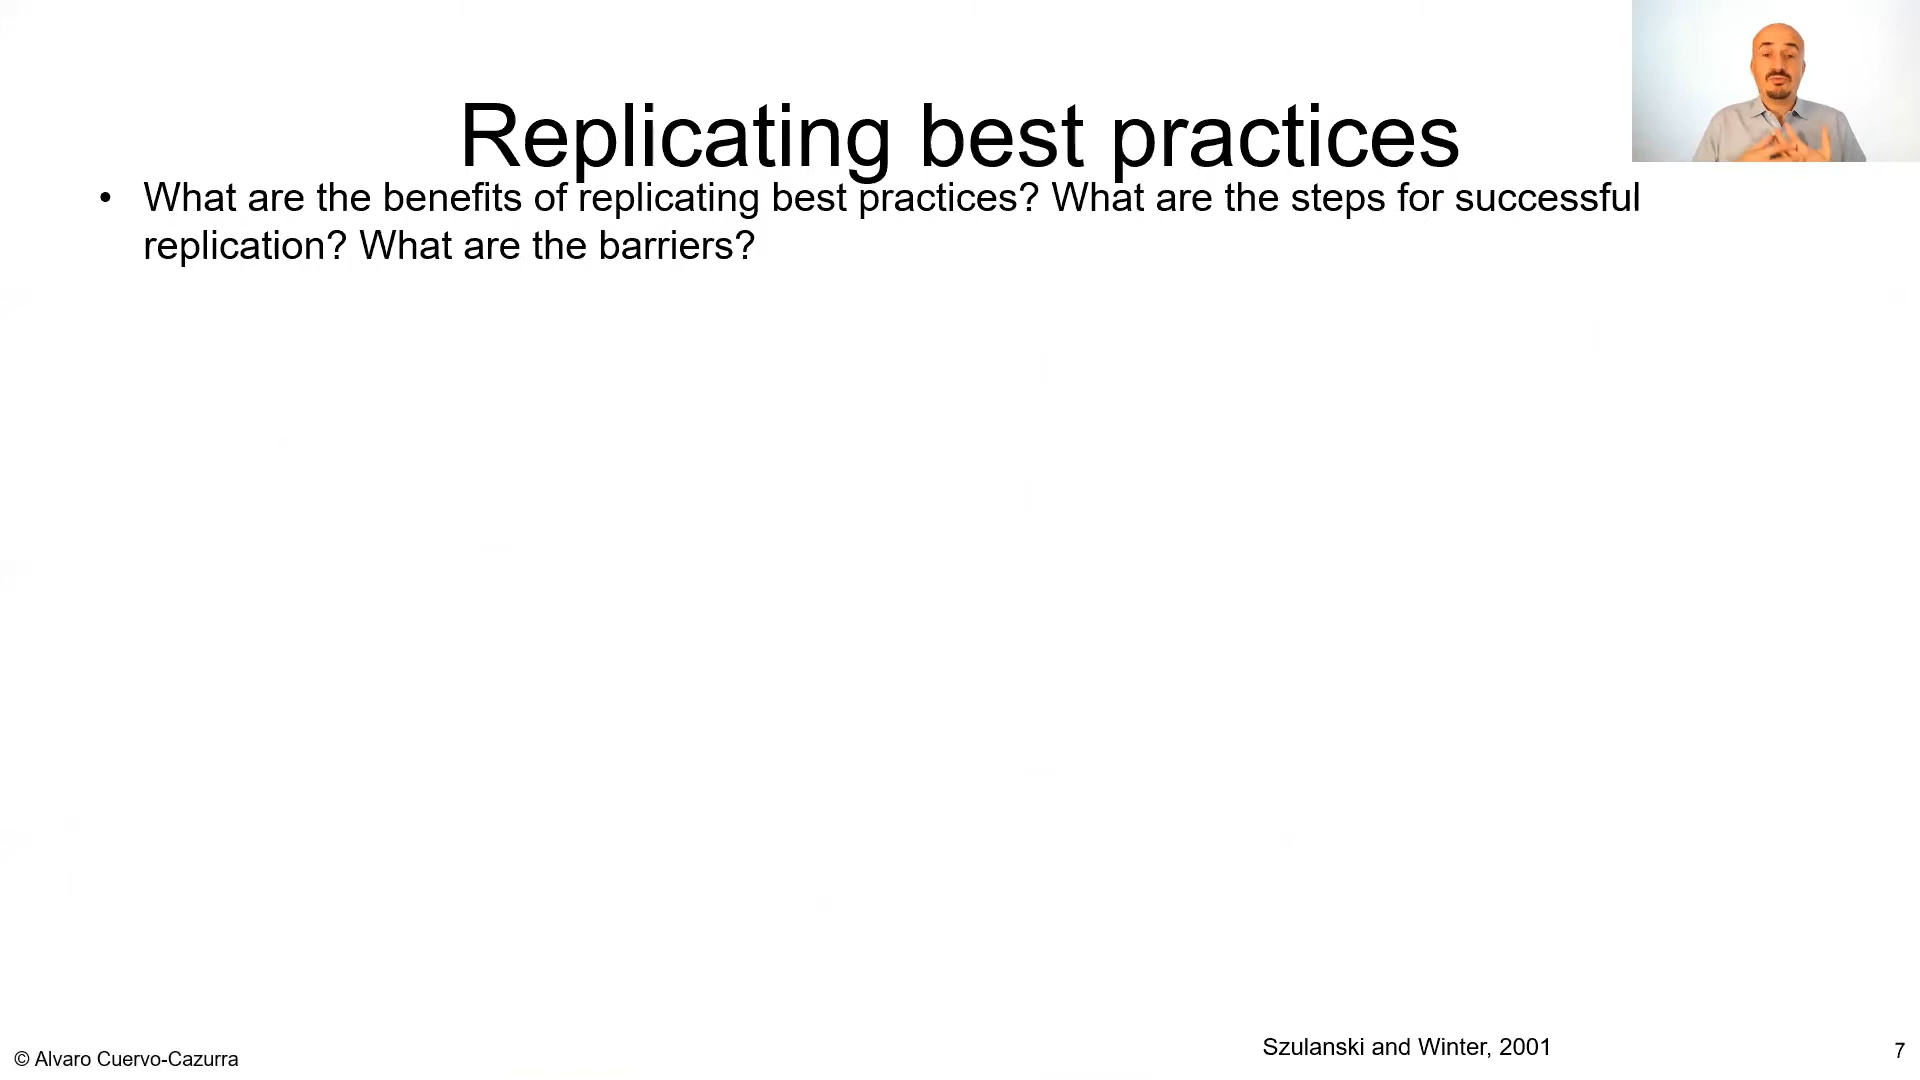 Replicating best practices
• What are the benefits of replicating best practices? What are the steps for successful
replication? What are the barriers?
Szulanski and Winter, 2001
© Alvaro Cuervo-Cazurra
7